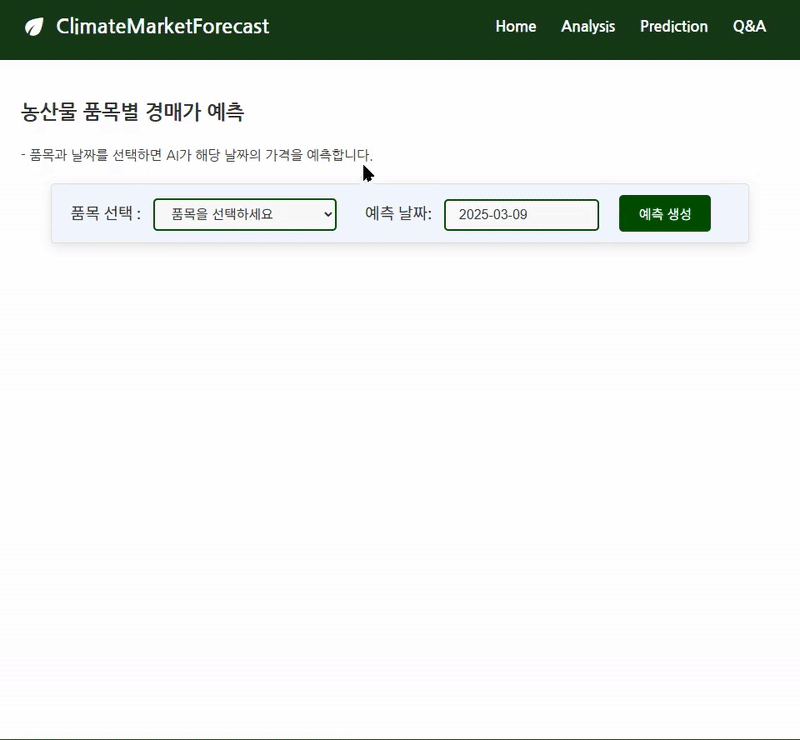 ClimateMarketForecast Home Analysis Prediction Q&A
농산물 품목별 경매가 예측
- 품목과 날짜를 선택하면 AI가 해당 날짜의 가격을 예측합니다.
품목 선택 : 품목을 선택하세요 예측 날짜: 2025-03-09 예측 생성